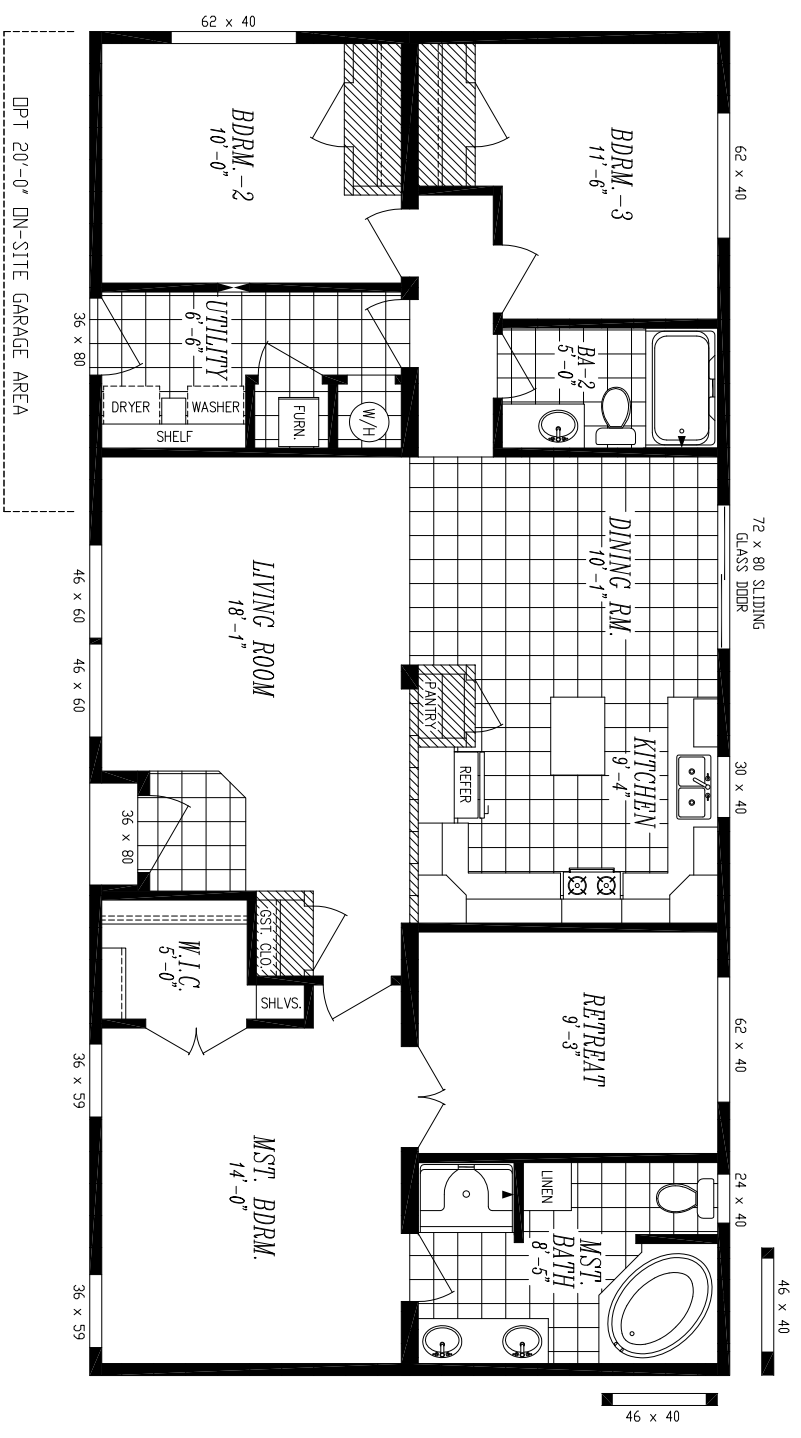 62 x 40
OPT 20'-0" ON-SITE GARAGE AREA
BDRM.-2
10'-0"
BDRM.-3
11'-6"
62 x 40
UTILITY
6'-6"
36 x 80
DRYER
WASHER
SHELF
FURN.
W/H
BA-2
5'-0"
DINING RM.
10'-1"
72 x 80 SLIDING
GLASS DOOR
LIVING ROOM
18'-1"
46 x 60
46 x 60
PANTRY
REFER
KITCHEN
9'-4"
30 x 40
36 x 80
GST. CLO.
W.I.C.
5'-0"
SHLVS.
RETREAT
9'-3"
62 x 40
36 x 59
MST. BDRM.
14'-0"
LINEN
24 x 40
MST.
BATH
8'-5"
36 x 59
46 x 40
46 x 40